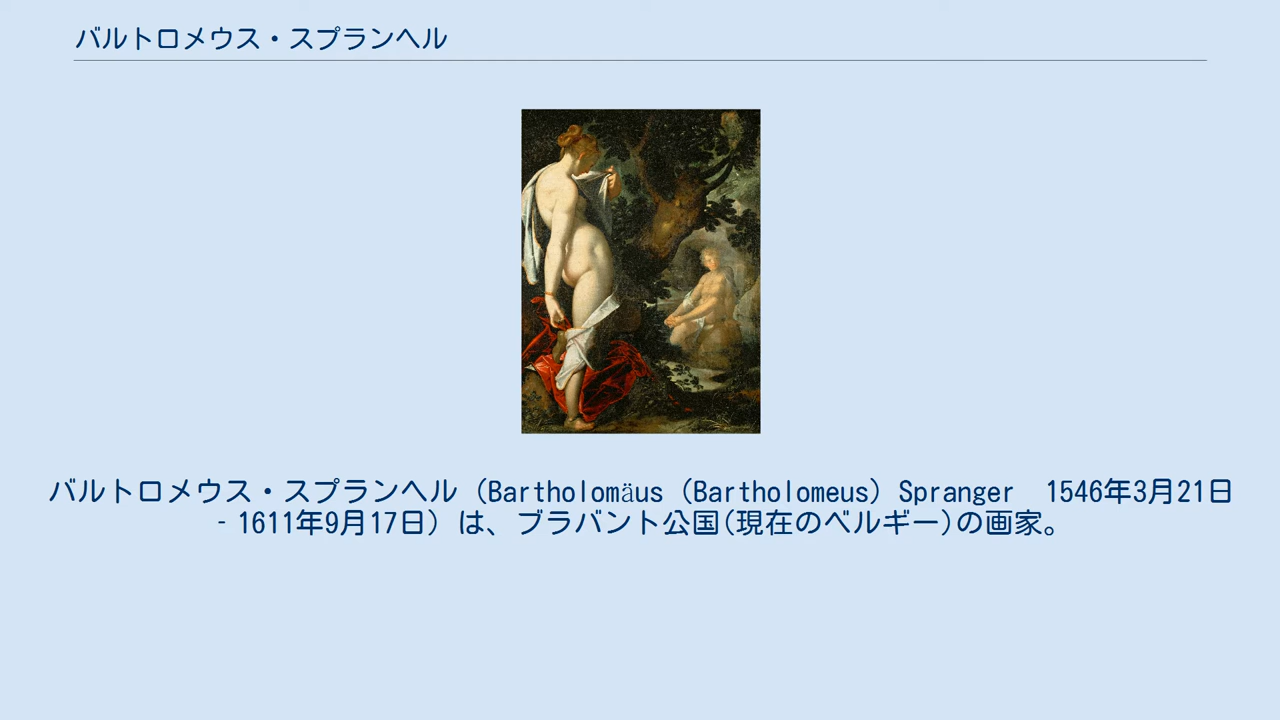 バルトロメウス・スプランヘル
バルトロメウス・スプランヘル（Bartholomäus（Bartholomeus）Spranger　1546年3月21日
- 1611年9月17日）は、ブラバント公国(現在のベルギー)の画家。